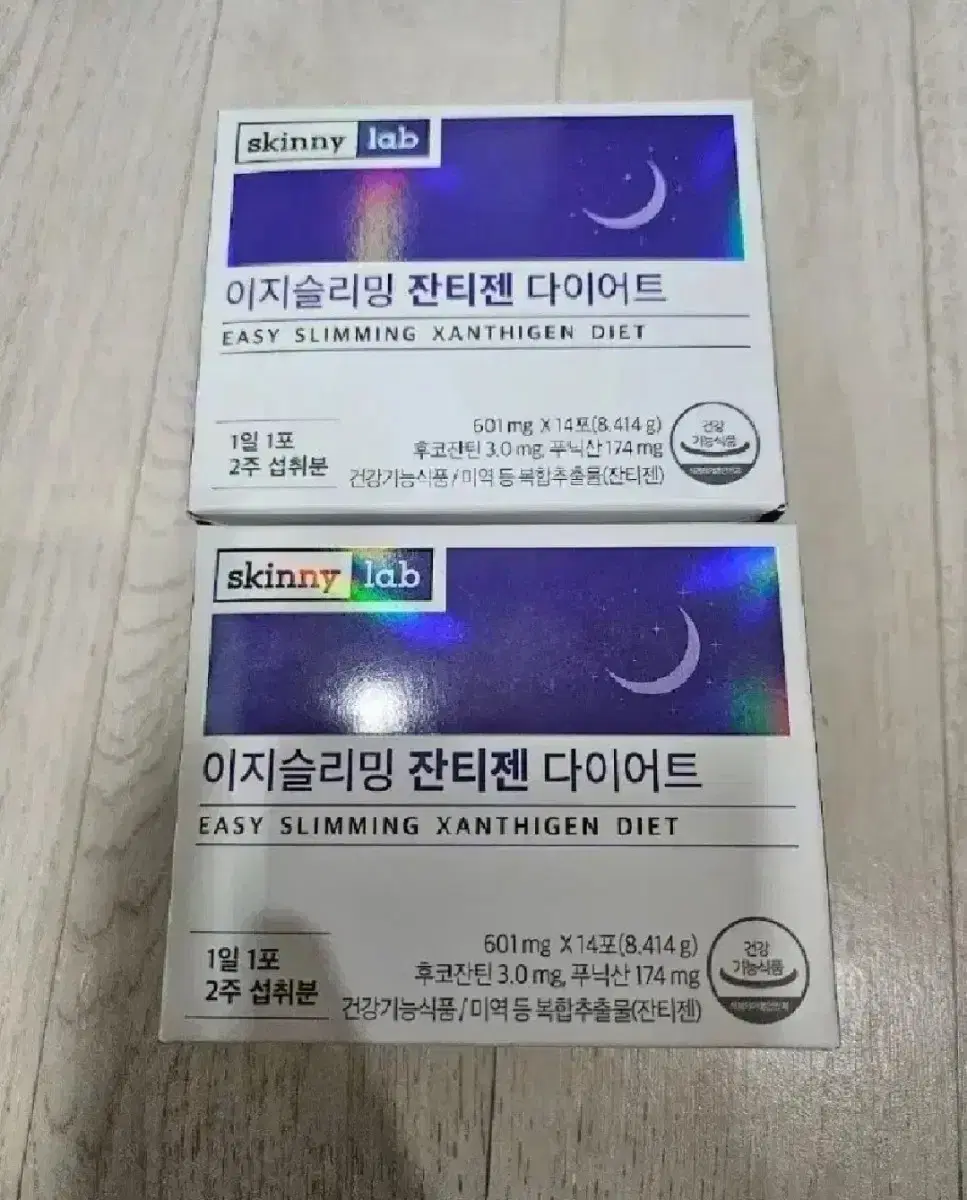 skinny lab
이지슬리밍 잔티젠 다이어트
EASY SLIMMING XANTHIGEN DIET
1일 1포
2주 섭취분
601mg X 14포(8.414 g)
후코잔틴 3.0 mg, 푸닉산 174 mg
건강기능식품 / 미역 등 복합추출물(잔티젠)
건강
기능식품
skinny lab
이지슬리밍 잔티젠 다이어트
EASY SLIMMING XANTHIGEN DIET
1일 1포
2주 섭취분
601mg X 14포(8.414 g)
후코잔틴 3.0 mg, 푸닉산 174 mg
건강기능식품 / 미역 등 복합추출물(잔티젠)
건강
기능식품